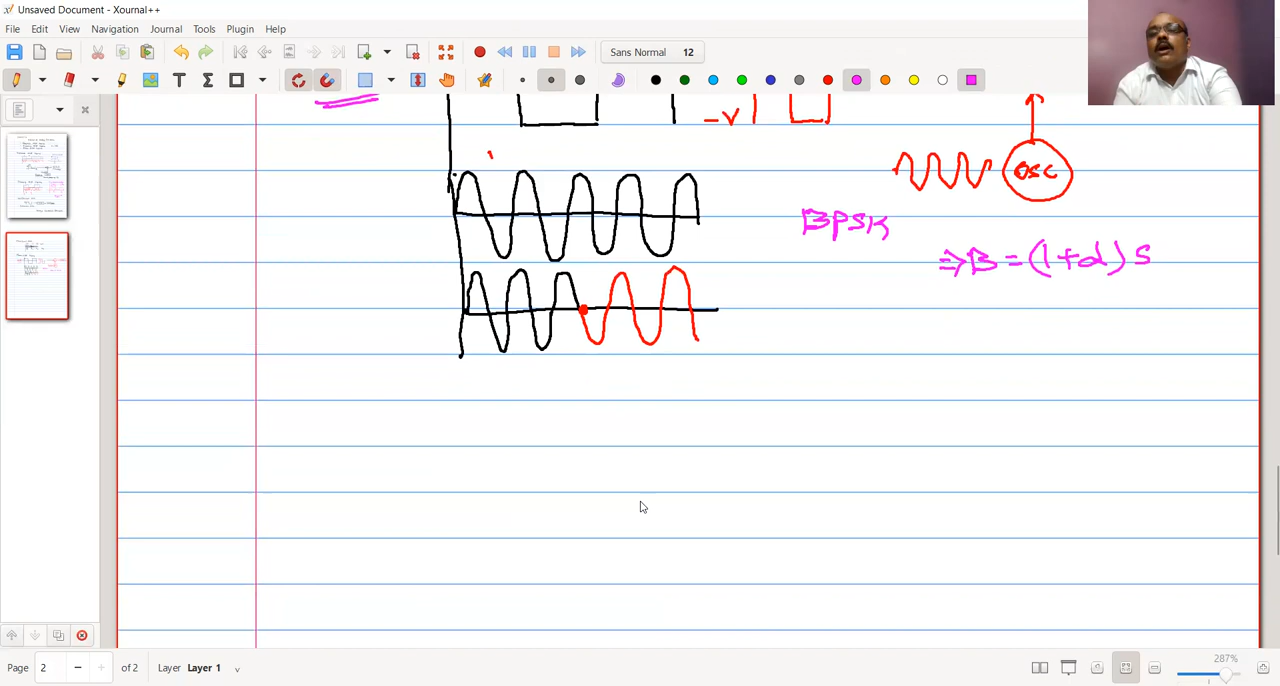 Unsaved Document - Xournal++
File Edit View Navigation Journal Tools Plugin Help
Sans Normal 12
-V
OSC
BPSK
⇒B = (1+d) S
Page 2 of 2 Layer Layer 1
287%